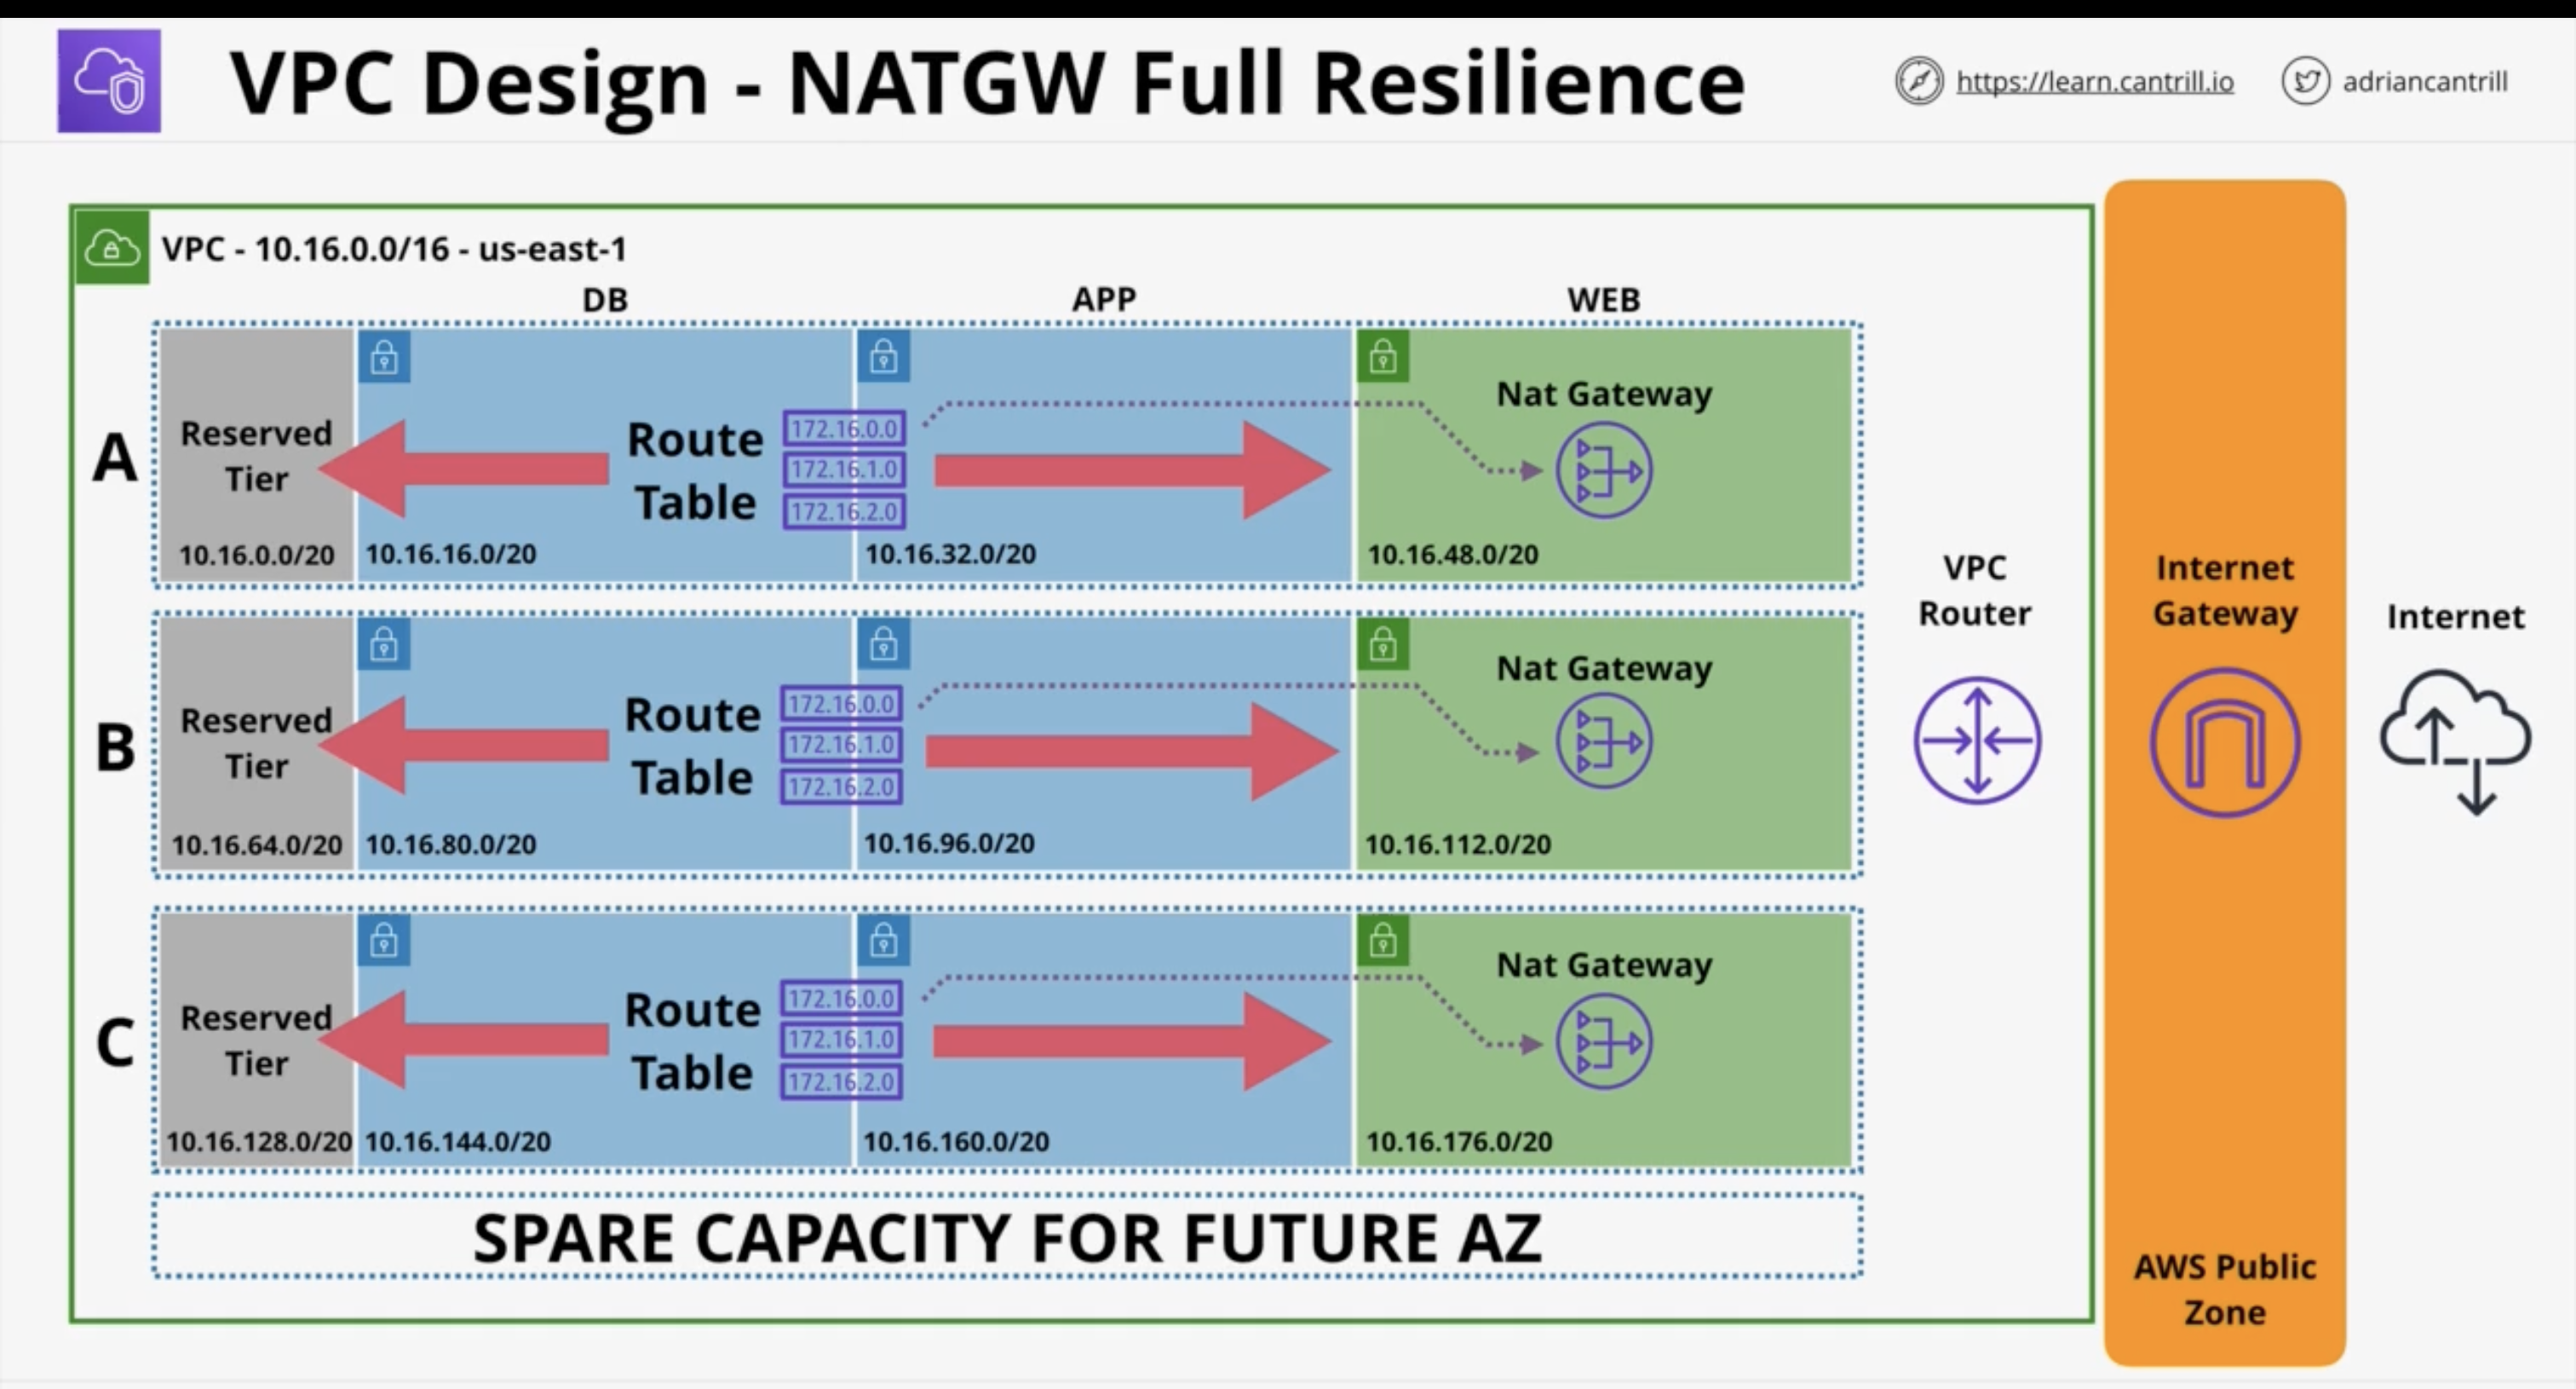 VPC Design - NATGW Full Resilience
https://learn.cantrill.io
adriancantrill
VPC - 10.16.0.0/16 - us-east-1
DB
APP
WEB
A
Reserved
Tier
10.16.0.0/20
Route
Table
172.16.0.0
172.16.1.0
172.16.2.0
10.16.16.0/20
10.16.32.0/20
Nat Gateway
10.16.48.0/20
B
Reserved
Tier
10.16.64.0/20
Route
Table
172.16.0.0
172.16.1.0
172.16.2.0
10.16.80.0/20
10.16.96.0/20
Nat Gateway
10.16.112.0/20
C
Reserved
Tier
10.16.128.0/20
Route
Table
172.16.0.0
172.16.1.0
172.16.2.0
10.16.144.0/20
10.16.160.0/20
Nat Gateway
10.16.176.0/20
SPARE CAPACITY FOR FUTURE AZ
VPC
Router
Internet
Gateway
AWS Public
Zone
Internet